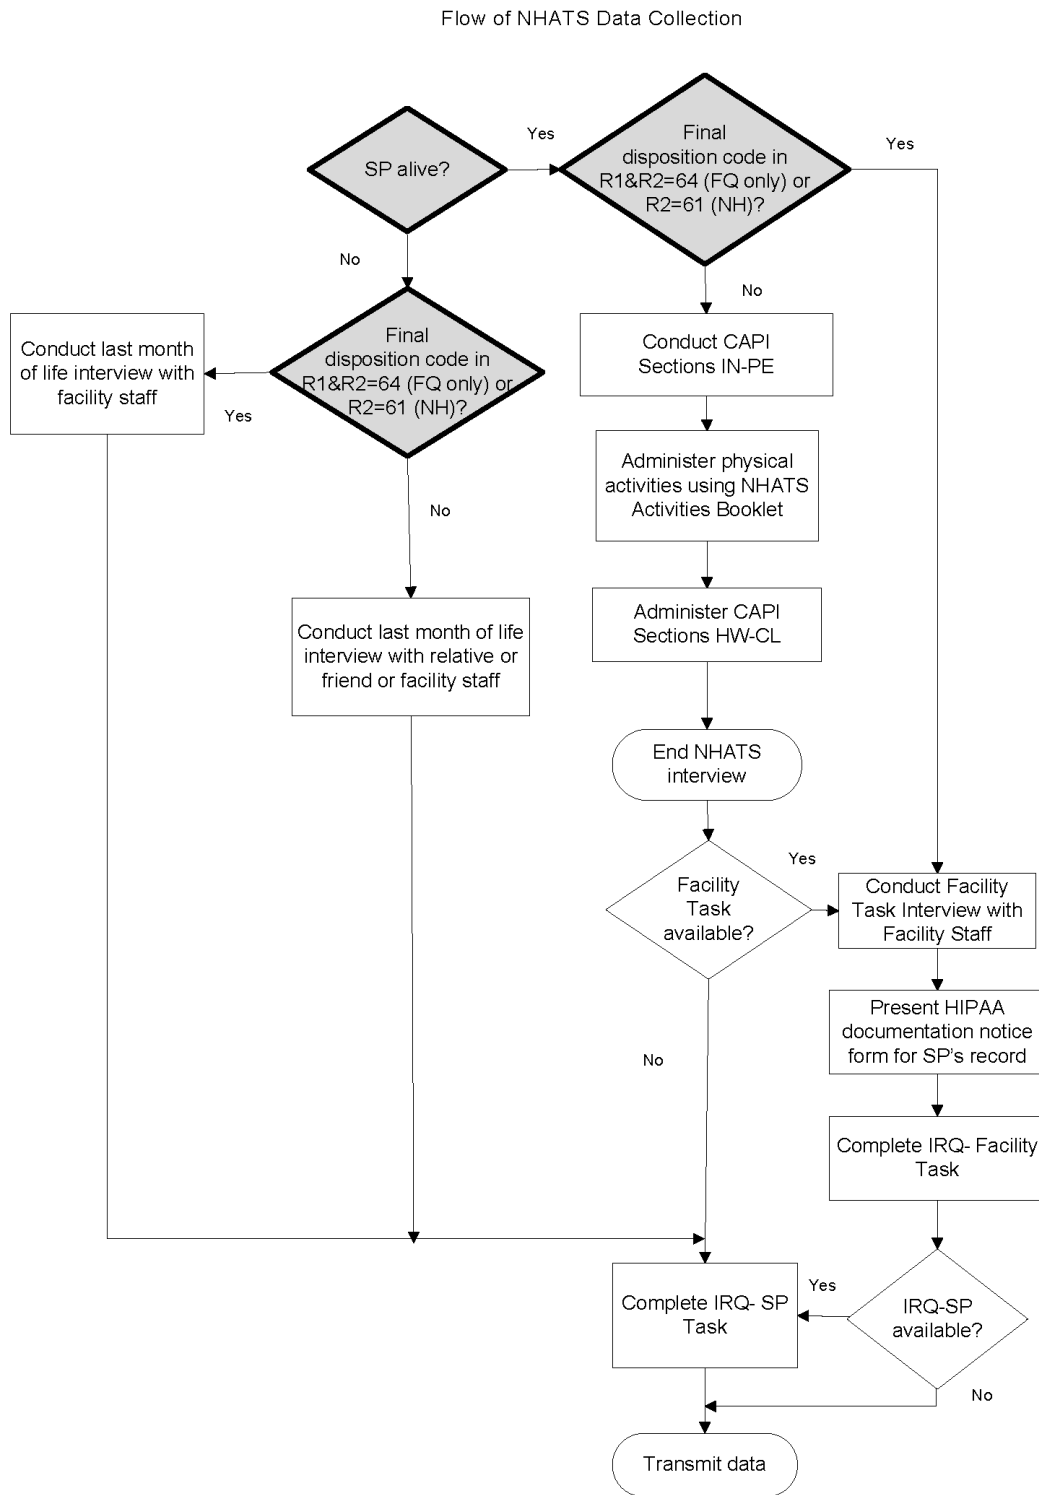 Flow of NHATS Data Collection
SP alive?
Yes
Final
disposition code in
R1&R2=64 (FQ only) or
R2=61 (NH)?
Yes
No
No
Conduct last month
of life interview with
facility staff
Yes
Final
disposition code in
R1&R2=64 (FQ only) or
R2=61 (NH)?
No
Conduct CAPI
Sections IN-PE
Administer physical
activities using NHATS
Activities Booklet
Conduct last month of life
interview with relative or
friend or facility staff
Administer CAPI
Sections HW-CL
End NHATS
interview
Facility
Task
available?
Yes
No
Conduct Facility
Task Interview with
Facility Staff
Present HIPAA
documentation notice
form for SP's record
Complete IRQ- Facility
Task
IRQ-SP
available?
Yes
No
Complete IRQ- SP
Task
Transmit data